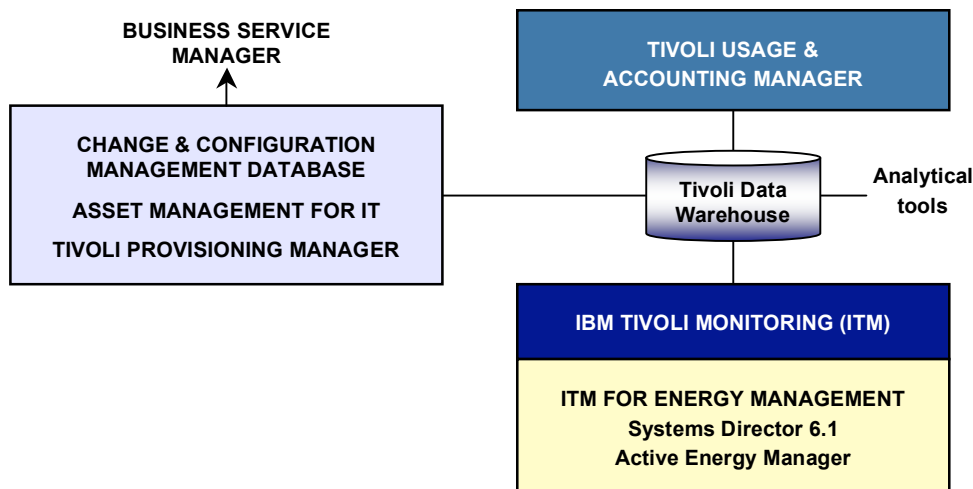 BUSINESS SERVICE
MANAGER
CHANGE & CONFIGURATION
MANAGEMENT DATABASE
ASSET MANAGEMENT FOR IT
TIVOLI PROVISIONING MANAGER
TIVOLI USAGE &
ACCOUNTING MANAGER
Tivoli Data
Warehouse
Analytical
tools
IBM TIVOLI MONITORING (ITM)
ITM FOR ENERGY MANAGEMENT
Systems Director 6.1
Active Energy Manager